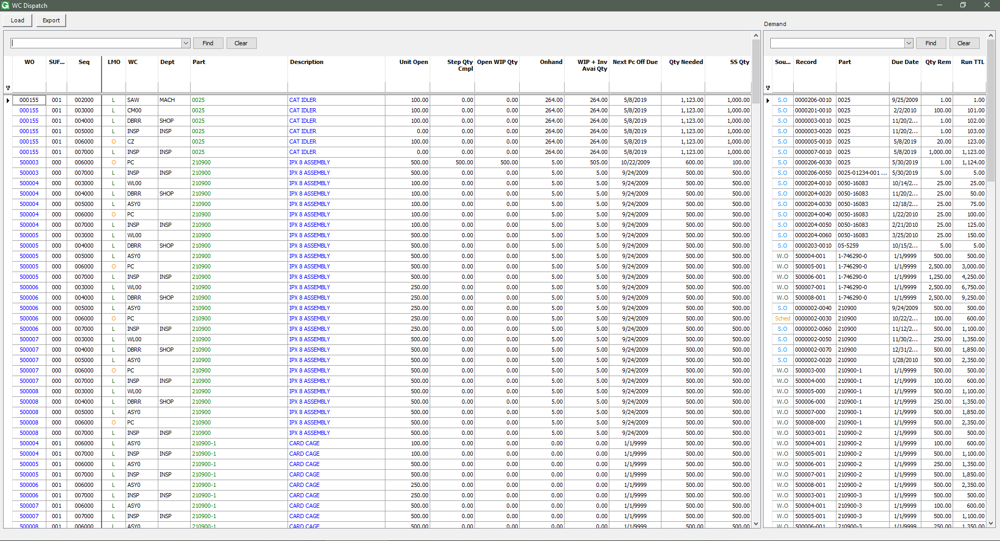 WC Dispatch
Load Export
Demand
Find Clear
Find Clear
WO SUF... Seq LMO WC Dept Part Description Unit Open Step Qty Cmpl Open WIP Qty Onhand WIP + Inv Avai Qty Next Pc Off Due Qty Needed SS Qty
000155 001 002000 L SAW MACH 0025 CAT IDLER 100.00 0.00 0.00 264.00 264.00 5/8/2019 1,123.00 1,000.00
000155 001 003000 L CM00 0025 CAT IDLER 100.00 0.00 0.00 264.00 264.00 5/8/2019 1,123.00 1,000.00
000155 001 004000 L DBRR SHOP 0025 CAT IDLER 100.00 0.00 0.00 264.00 264.00 5/8/2019 1,123.00 1,000.00
000155 001 005000 L INSP INSP 0025 CAT IDLER 0.00 0.00 0.00 264.00 264.00 5/8/2019 1,123.00 1,000.00
000155 001 006000 O CZ 0025 CAT IDLER 100.00 0.00 0.00 264.00 264.00 5/8/2019 1,123.00 1,000.00
000155 001 007000 L INSP INSP 0025 CAT IDLER 0.00 0.00 0.00 264.00 264.00 5/8/2019 1,123.00 1,000.00
500003 000 006000 O PC 210900 IPX 8 ASSEMBLY 500.00 500.00 500.00 5.00 505.00 10/22/2009 600.00 100.00
500003 000 007000 L INSP INSP 210900 IPX 8 ASSEMBLY 500.00 0.00 0.00 5.00 5.00 9/24/2009 500.00 500.00
500004 000 003000 L WL00 210900 IPX 8 ASSEMBLY 100.00 0.00 0.00 5.00 5.00 9/24/2009 500.00 500.00
500004 000 004000 L DBRR SHOP 210900 IPX 8 ASSEMBLY 100.00 0.00 0.00 5.00 5.00 9/24/2009 500.00 500.00
500004 000 005000 L ASY0 210900 IPX 8 ASSEMBLY 100.00 0.00 0.00 5.00 5.00 9/24/2009 500.00 500.00
500004 000 006000 O PC 210900 IPX 8 ASSEMBLY 100.00 0.00 0.00 5.00 5.00 9/24/2009 500.00 500.00
500004 000 007000 L INSP INSP 210900 IPX 8 ASSEMBLY 100.00 0.00 0.00 5.00 5.00 9/24/2009 500.00 500.00
500005 000 003000 L WL00 210900 IPX 8 ASSEMBLY 500.00 0.00 0.00 5.00 5.00 9/24/2009 500.00 500.00
500005 000 004000 L DBRR SHOP 210900 IPX 8 ASSEMBLY 500.00 0.00 0.00 5.00 5.00 9/24/2009 500.00 500.00
500005 000 005000 L ASY0 210900 IPX 8 ASSEMBLY 500.00 0.00 0.00 5.00 5.00 9/24/2009 500.00 500.00
500005 000 006000 O PC 210900 IPX 8 ASSEMBLY 500.00 0.00 0.00 5.00 5.00 9/24/2009 500.00 500.00
500005 000 007000 L INSP INSP 210900 IPX 8 ASSEMBLY 500.00 0.00 0.00 5.00 5.00 9/24/2009 500.00 500.00
500006 000 003000 L WL00 210900 IPX 8 ASSEMBLY 250.00 0.00 0.00 5.00 5.00 9/24/2009 500.00 500.00
500006 000 004000 L DBRR SHOP 210900 IPX 8 ASSEMBLY 250.00 0.00 0.00 5.00 5.00 9/24/2009 500.00 500.00
500006 000 005000 L ASY0 210900 IPX 8 ASSEMBLY 250.00 0.00 0.00 5.00 5.00 9/24/2009 500.00 500.00
500006 000 006000 O PC 210900 IPX 8 ASSEMBLY 250.00 0.00 0.00 5.00 5.00 9/24/2009 500.00 500.00
500006 000 007000 L INSP INSP 210900 IPX 8 ASSEMBLY 250.00 0.00 0.00 5.00 5.00 9/24/2009 500.00 500.00
500007 000 003000 L WL00 210900 IPX 8 ASSEMBLY 500.00 0.00 0.00 5.00 5.00 9/24/2009 500.00 500.00
500007 000 004000 L DBRR SHOP 210900 IPX 8 ASSEMBLY 500.00 0.00 0.00 5.00 5.00 9/24/2009 500.00 500.00
500007 000 005000 L ASY0 210900 IPX 8 ASSEMBLY 500.00 0.00 0.00 5.00 5.00 9/24/2009 500.00 500.00
500007 000 006000 O PC 210900 IPX 8 ASSEMBLY 500.00 0.00 0.00 5.00 5.00 9/24/2009 500.00 500.00
500007 000 007000 L INSP INSP 210900 IPX 8 ASSEMBLY 500.00 0.00 0.00 5.00 5.00 9/24/2009 500.00 500.00
500008 000 003000 L WL00 210900 IPX 8 ASSEMBLY 500.00 0.00 0.00 5.00 5.00 9/24/2009 500.00 500.00
500008 000 004000 L DBRR SHOP 210900 IPX 8 ASSEMBLY 500.00 0.00 0.00 5.00 5.00 9/24/2009 500.00 500.00
500008 000 005000 L ASY0 210900 IPX 8 ASSEMBLY 500.00 0.00 0.00 5.00 5.00 9/24/2009 500.00 500.00
500008 000 006000 O PC 210900 IPX 8 ASSEMBLY 500.00 0.00 0.00 5.00 5.00 9/24/2009 500.00 500.00
500008 000 007000 L INSP INSP 210900 IPX 8 ASSEMBLY 500.00 0.00 0.00 5.00 5.00 9/24/2009 500.00 500.00
500004 001 006000 L ASY0 210900-1 CARD CAGE 100.00 0.00 0.00 0.00 0.00 1/1/9999 500.00 500.00
500004 001 007000 L INSP INSP 210900-1 CARD CAGE 100.00 0.00 0.00 0.00 0.00 1/1/9999 500.00 500.00
500005 001 006000 L ASY0 210900-1 CARD CAGE 500.00 0.00 0.00 0.00 0.00 1/1/9999 500.00 500.00
500005 001 007000 L INSP INSP 210900-1 CARD CAGE 500.00 0.00 0.00 0.00 0.00 1/1/9999 500.00 500.00
500006 001 006000 L ASY0 210900-1 CARD CAGE 250.00 0.00 0.00 0.00 0.00 1/1/9999 500.00 500.00
500006 001 007000 L INSP INSP 210900-1 CARD CAGE 250.00 0.00 0.00 0.00 0.00 1/1/9999 500.00 500.00
500007 001 006000 L ASY0 210900-1 CARD CAGE 500.00 0.00 0.00 0.00 0.00 1/1/9999 500.00 500.00
500007 001 007000 L INSP INSP 210900-1 CARD CAGE 500.00 0.00 0.00 0.00 0.00 1/1/9999 500.00 500.00
500008 001 006000 L ASY0 210900-1 CARD CAGE 500.00 0.00 0.00 0.00 0.00 1/1/9999 500.00 500.00
Sou... Record Part Due Date Qty Rem Run TTL
S.O 0000206-0010 0025 9/25/2009 1.00 1.00
S.O 0000201-0010 0025 2/2/2010 100.00 101.00
S.O 0000003-0010 0025 11/20/2... 1.00 102.00
S.O 0000003-0020 0025 11/20/2... 1.00 103.00
S.O 0000005-0010 0025 5/8/2019 20.00 123.00
S.O 0000007-0010 0025 5/8/2019 1,000.00 1,123.00
S.O 0000206-0030 0025 5/30/2019 1.00 1,124.00
S.O 0000206-0050 0025-01234-001 ... 5/30/2019 5.00 5.00
S.O 0000204-0010 0050-16083 10/14/2... 25.00 25.00
S.O 0000204-0020 0050-16083 11/20/2... 25.00 50.00
S.O 0000204-0030 0050-16083 12/18/2... 25.00 75.00
S.O 0000204-0040 0050-16083 1/22/2010 25.00 100.00
S.O 0000204-0050 0050-16083 2/21/2010 25.00 125.00
S.O 0000204-0060 0050-16083 3/25/2010 25.00 150.00
S.O 0000203-0010 05-5259 10/15/2... 5.00 5.00
W.O 500004-001 1-746290-0 1/1/9999 500.00 500.00
W.O 500005-001 1-746290-0 1/1/9999 2,500.00 3,000.00
W.O 500006-001 1-746290-0 1/1/9999 1,250.00 4,250.00
W.O 500007-001 1-746290-0 1/1/9999 2,500.00 6,750.00
W.O 500008-001 1-746290-0 1/1/9999 2,500.00 9,250.00
S.O 0000002-0040 210900 9/24/2009 500.00 500.00
Sched 0000002-0030 210900 10/22/2... 100.00 600.00
S.O 0000002-0060 210900 11/12/2... 500.00 1,100.00
S.O 0000002-0050 210900 11/30/2... 250.00 1,350.00
S.O 0000002-0070 210900 12/31/2... 500.00 1,850.00
S.O 0000002-0020 210900 1/28/2010 500.00 2,350.00
W.O 500003-000 210900-1 1/1/9999 500.00 500.00
W.O 500004-000 210900-1 1/1/9999 100.00 600.00
W.O 500005-000 210900-1 1/1/9999 500.00 1,100.00
W.O 500006-000 210900-1 1/1/9999 250.00 1,350.00
W.O 500007-000 210900-1 1/1/9999 500.00 1,850.00
W.O 500008-000 210900-1 1/1/9999 500.00 2,350.00
W.O 500003-001 210900-2 1/1/9999 500.00 500.00
W.O 500004-001 210900-2 1/1/9999 100.00 600.00
W.O 500005-001 210900-2 1/1/9999 500.00 1,100.00
W.O 500006-001 210900-2 1/1/9999 250.00 1,350.00
W.O 500007-001 210900-2 1/1/9999 500.00 1,850.00
W.O 500008-001 210900-2 1/1/9999 500.00 2,350.00
W.O 500003-001 210900-3 1/1/9999 500.00 500.00
W.O 500004-001 210900-3 1/1/9999 100.00 600.00
W.O 500005-001 210900-3 1/1/9999 500.00 1,100.00
W.O 500006-001 210900-3 1/1/9999 250.00 1,350.00